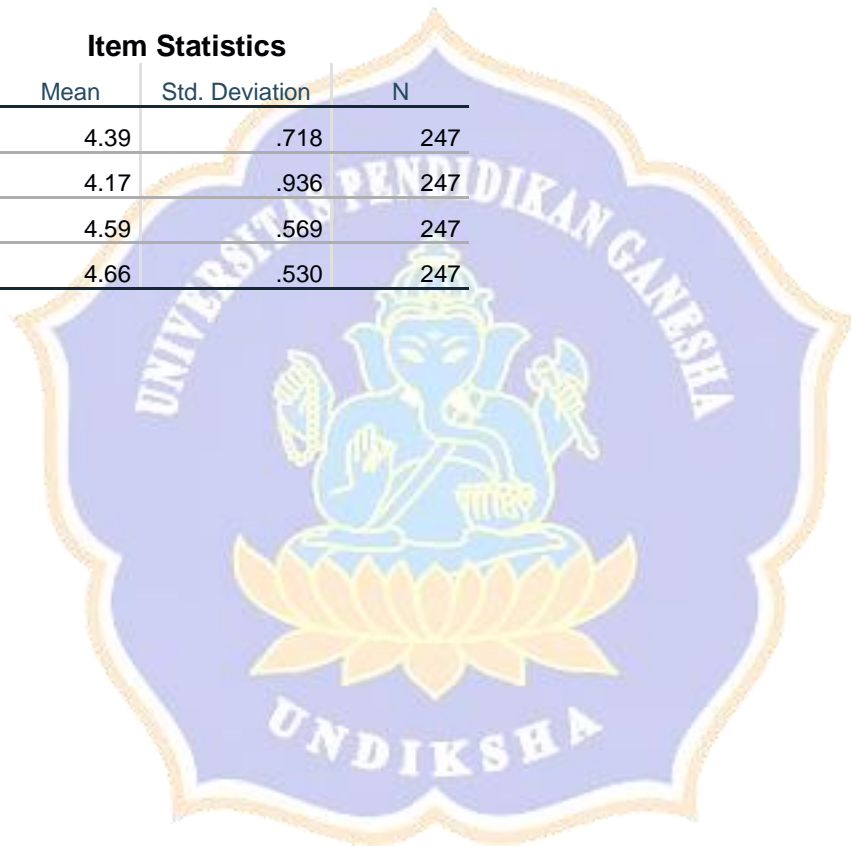 Item Statistics
Mean Std. Deviation N
4.39 .718 247
4.17 .936 247
4.59 .569 247
4.66 .530 247
UNIVERSITAS PENDIDIKAN GANESHA
UNDIKSHA